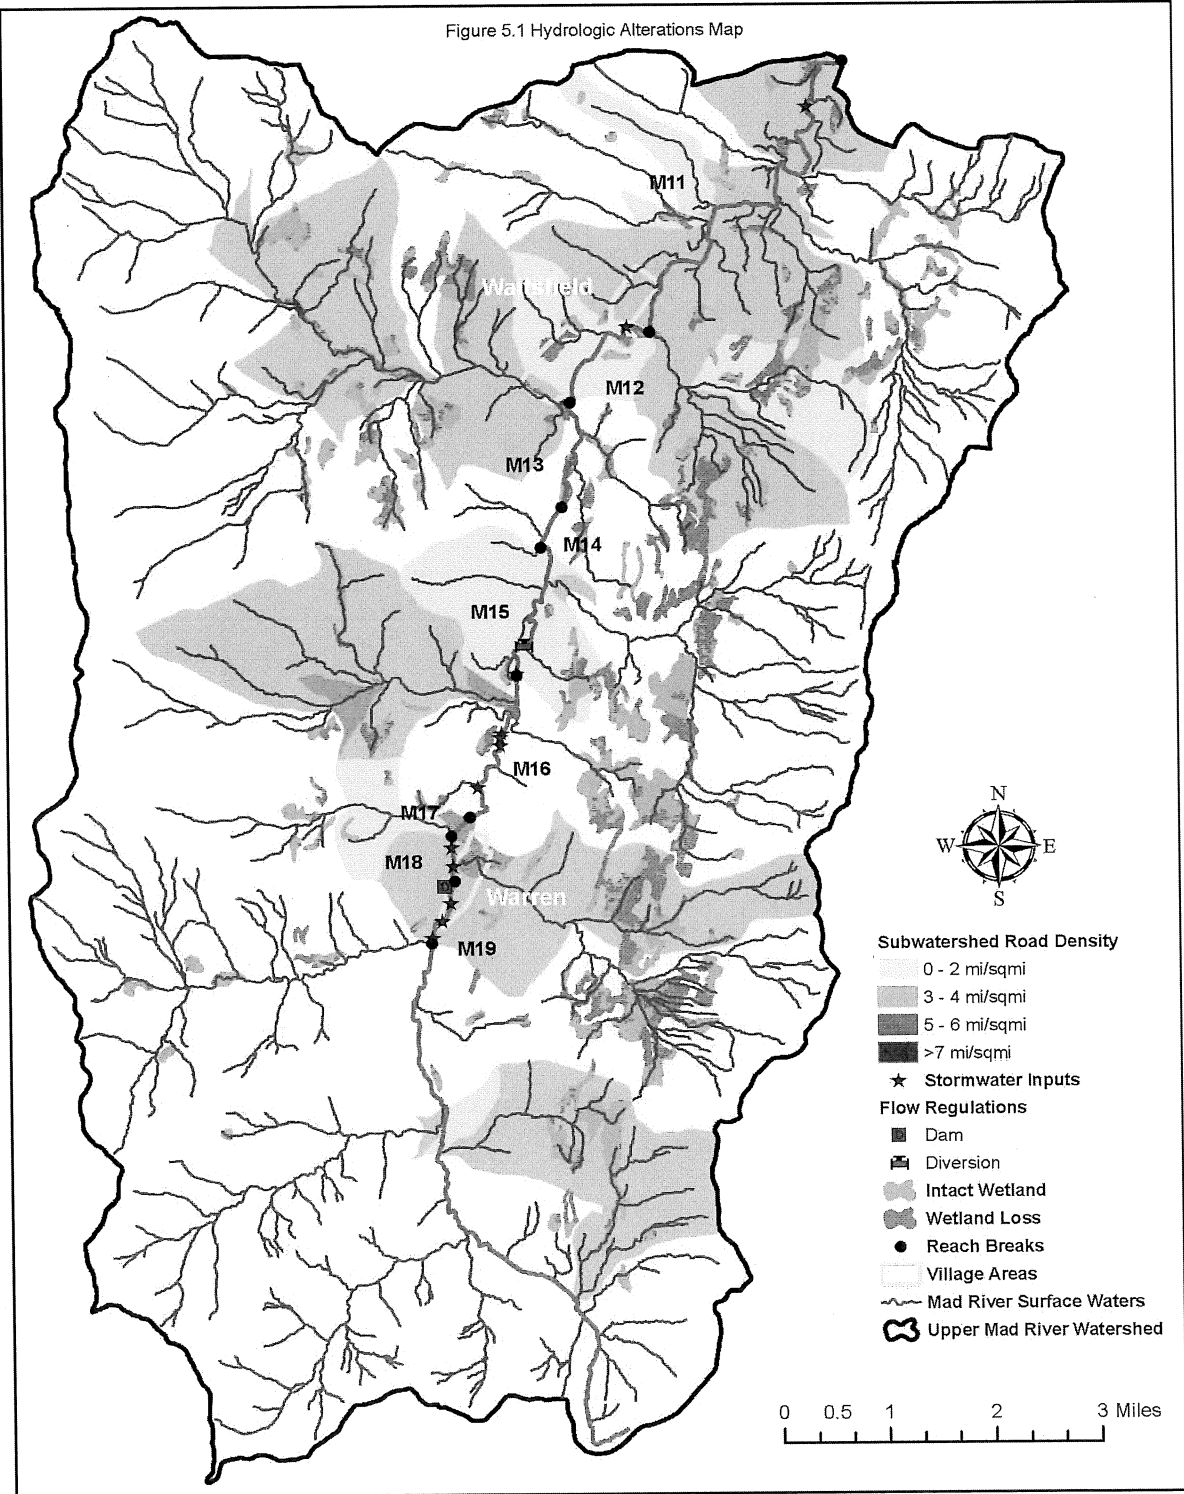 Figure 5.1 Hydrologic Alterations Map
M11
Waitsfield
M12
M13
M14
M15
M16
M17
M18
D
Warren
M19
N
W E
S
Subwatershed Road Density
0 - 2 mi/sqmi
3 - 4 mi/sqmi
5 - 6 mi/sqmi
>7 mi/sqmi
Stormwater Inputs
Flow Regulations
D Dam
Diversion
Intact Wetland
Wetland Loss
Reach Breaks
Village Areas
Mad River Surface Waters
Upper Mad River Watershed
0 0.5 1 2 3 Miles